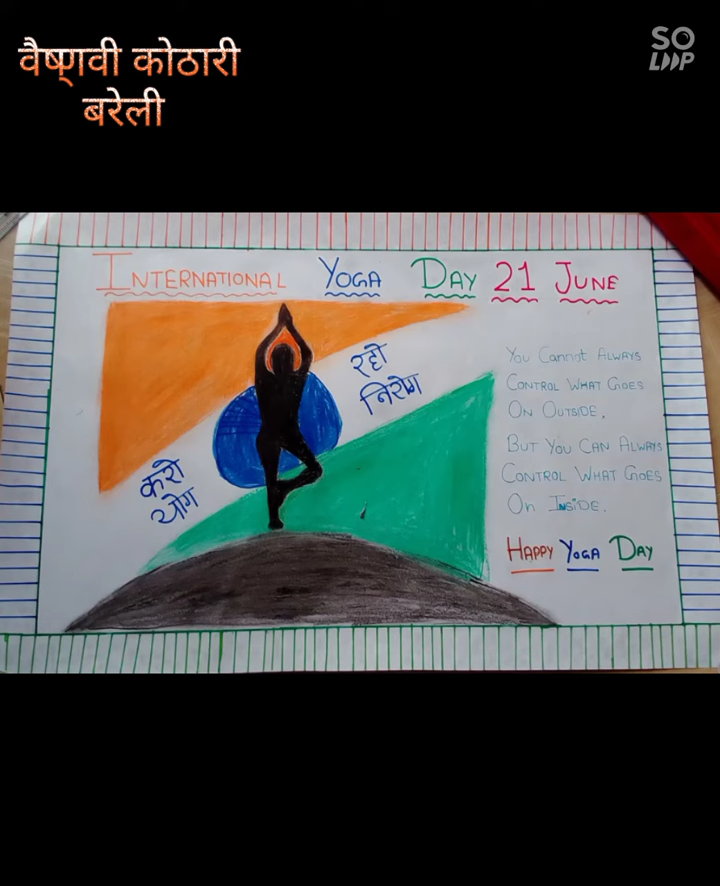 वैष्णवी कोठारी
बरेली
SO
LOOP
INTERNATIONAL YOGA DAY 21 JUNE
रहो
निरोग
करो
योग
You Cannot Always
Control What Goes
On Outside.
But You Can Always
Control What Goes
On Inside.
Happy Yoga Day